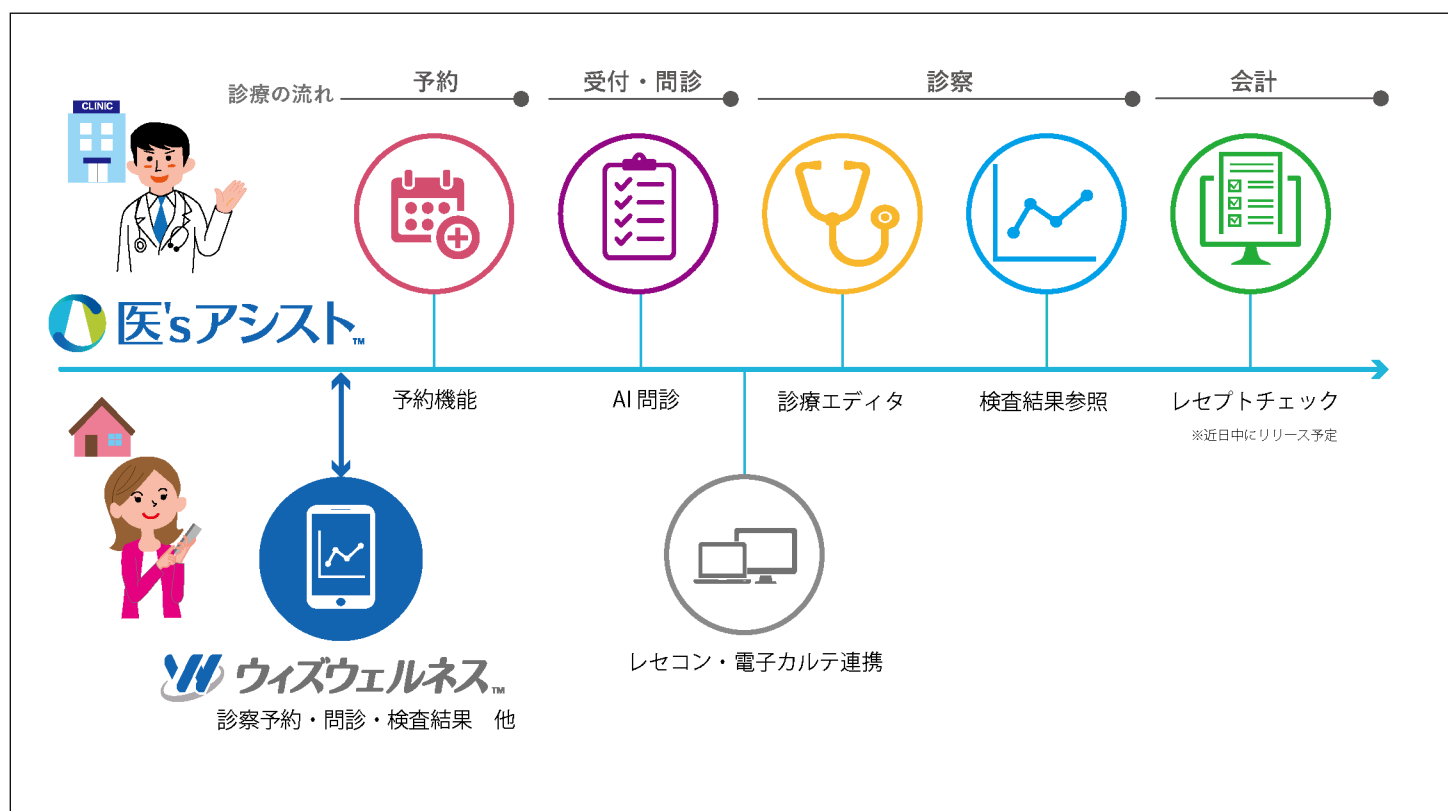 診療の流れ
予約
受付・問診
診察
会計
CLINIC
医'sアシスト™
予約機能
AI 問診
診療エディタ
検査結果参照
レセプトチェック
※近日中にリリース予定
レセコン・電子カルテ連携
ウィズウェルネス™
診察予約・問診・検査結果　他